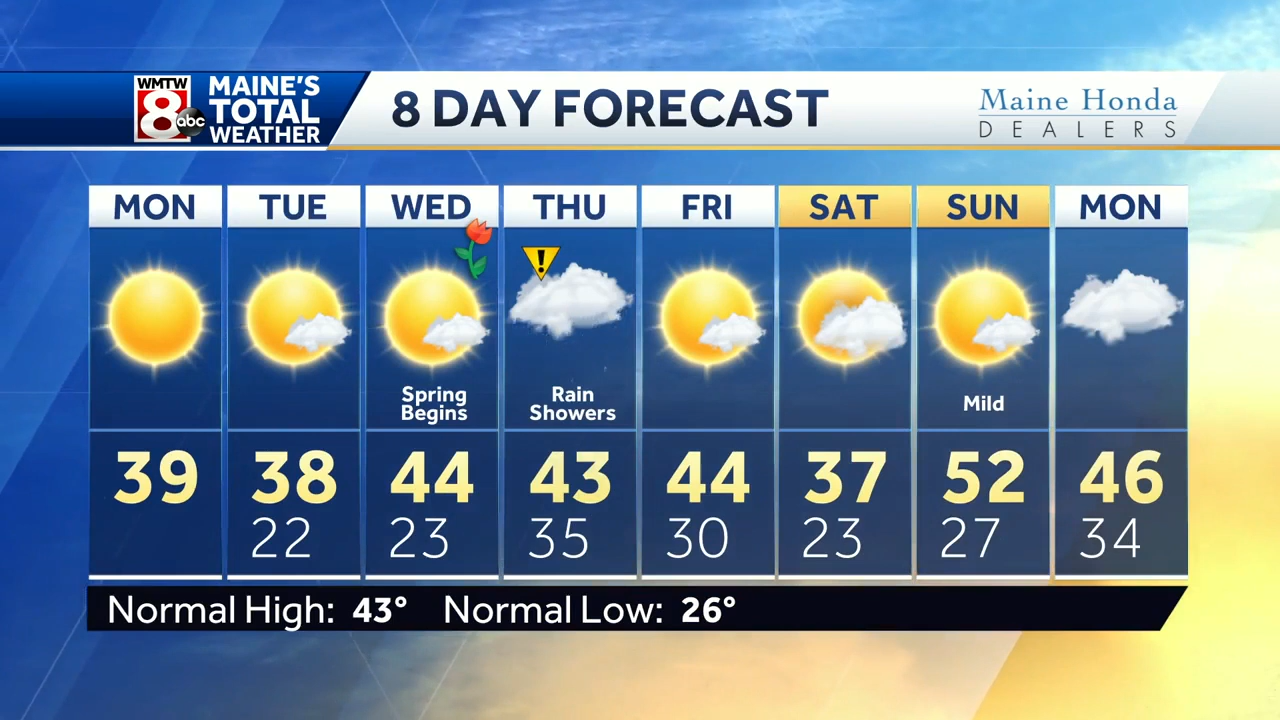 WMTW
8
abc
MAINE'S
TOTAL
WEATHER
8 DAY FORECAST
Maine Honda
DEALERS
MON TUE WED THU FRI SAT SUN MON
!
Spring
Begins
Rain
Showers
Mild
39 38 44 43 44 37 52 46
22 23 35 30 23 27 34
Normal High: 43° Normal Low: 26°